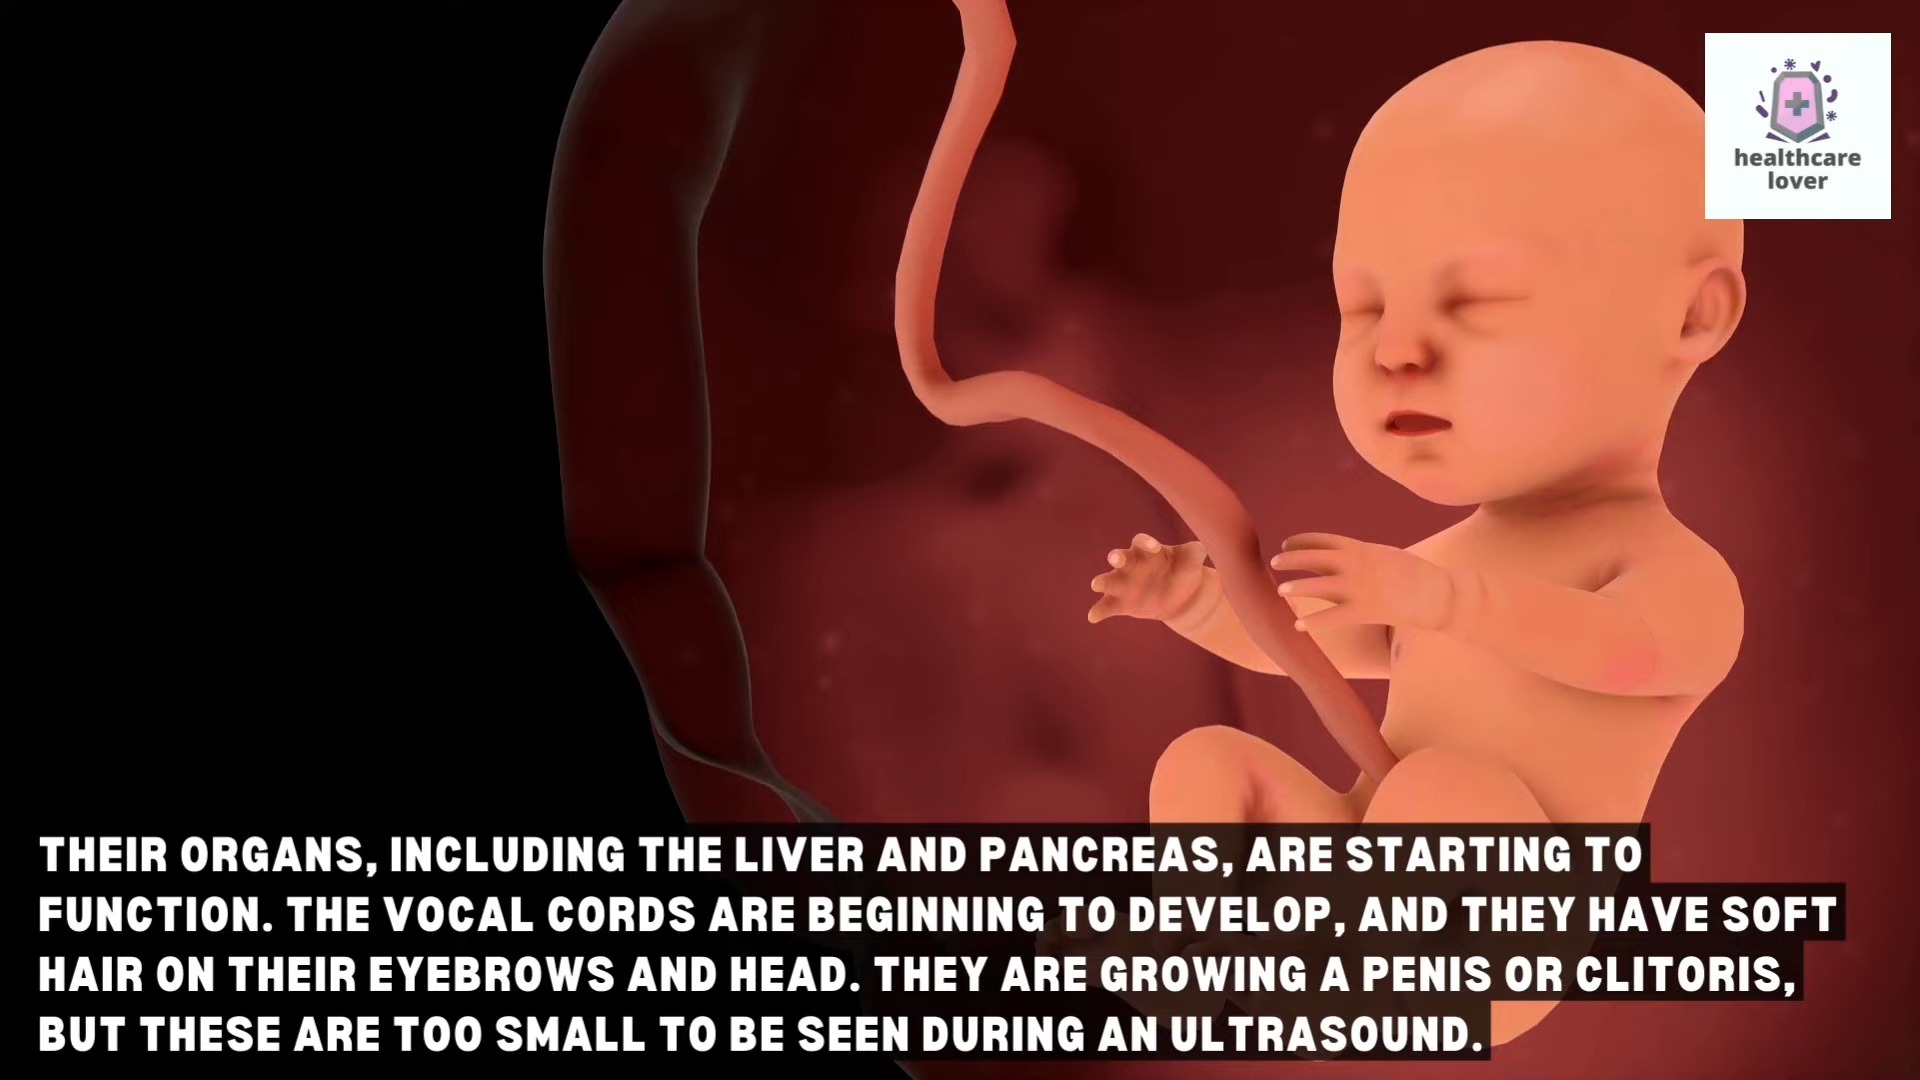 healthcare
lover
THEIR ORGANS, INCLUDING THE LIVER AND PANCREAS, ARE STARTING TO
FUNCTION. THE VOCAL CORDS ARE BEGINNING TO DEVELOP, AND THEY HAVE SOFT
HAIR ON THEIR EYEBROWS AND HEAD. THEY ARE GROWING A PENIS OR CLITORIS,
BUT THESE ARE TOO SMALL TO BE SEEN DURING AN ULTRASOUND.